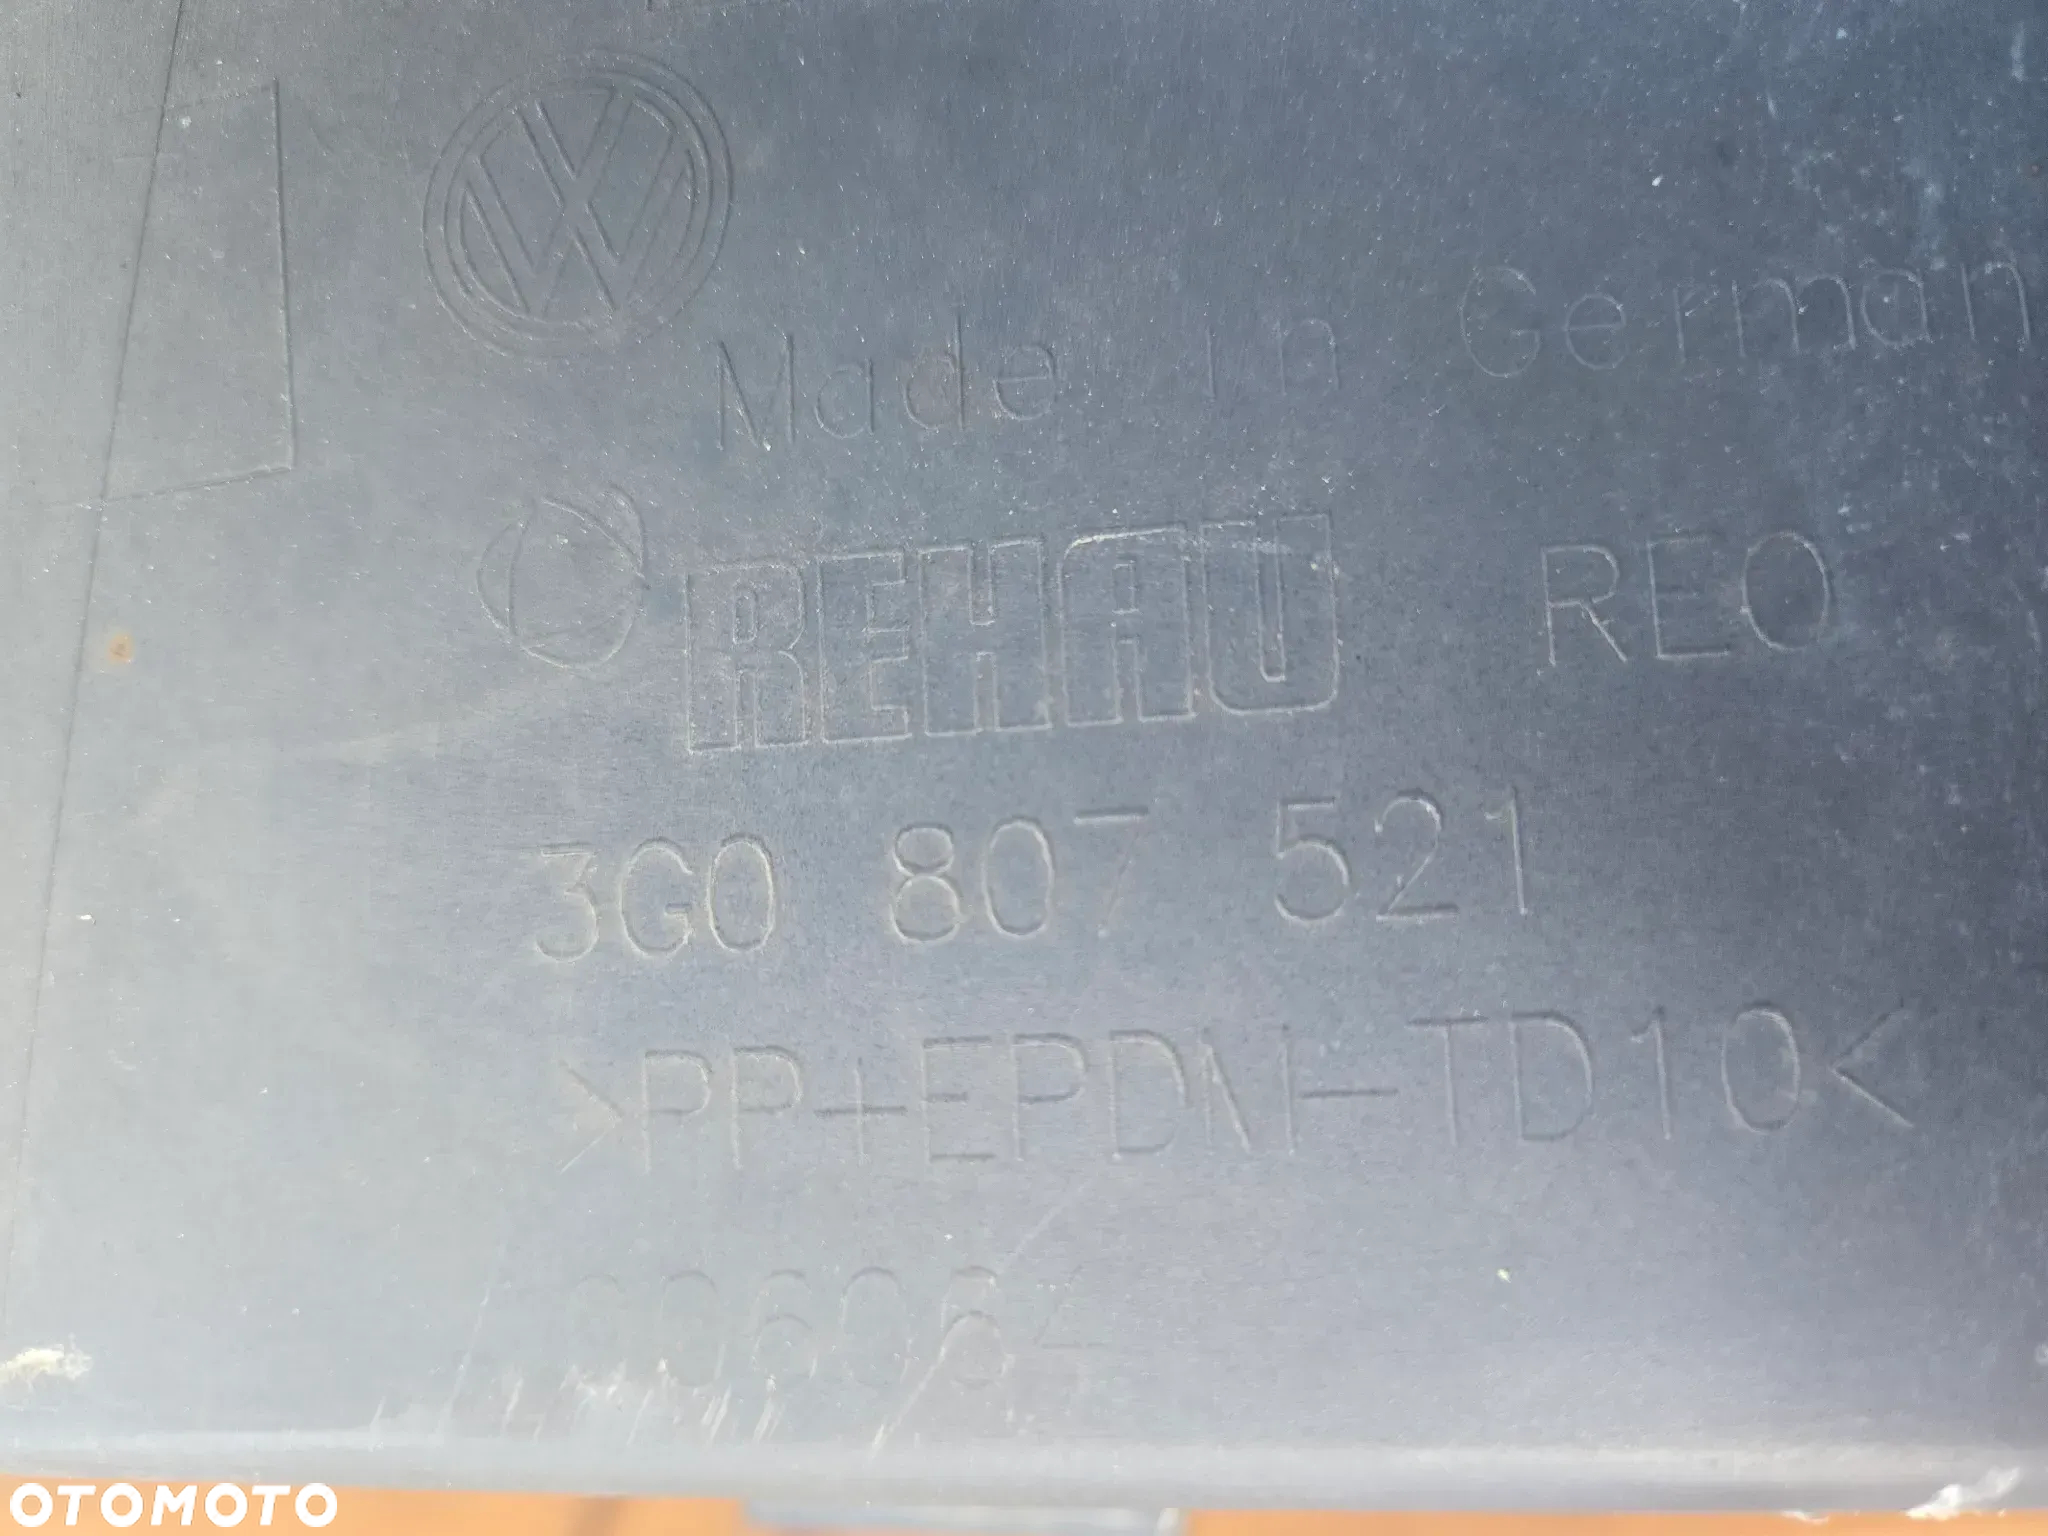 Made in German
REHAU REO
3G0 807 521
>PP+EPDM-TD10<
OTOMOTO